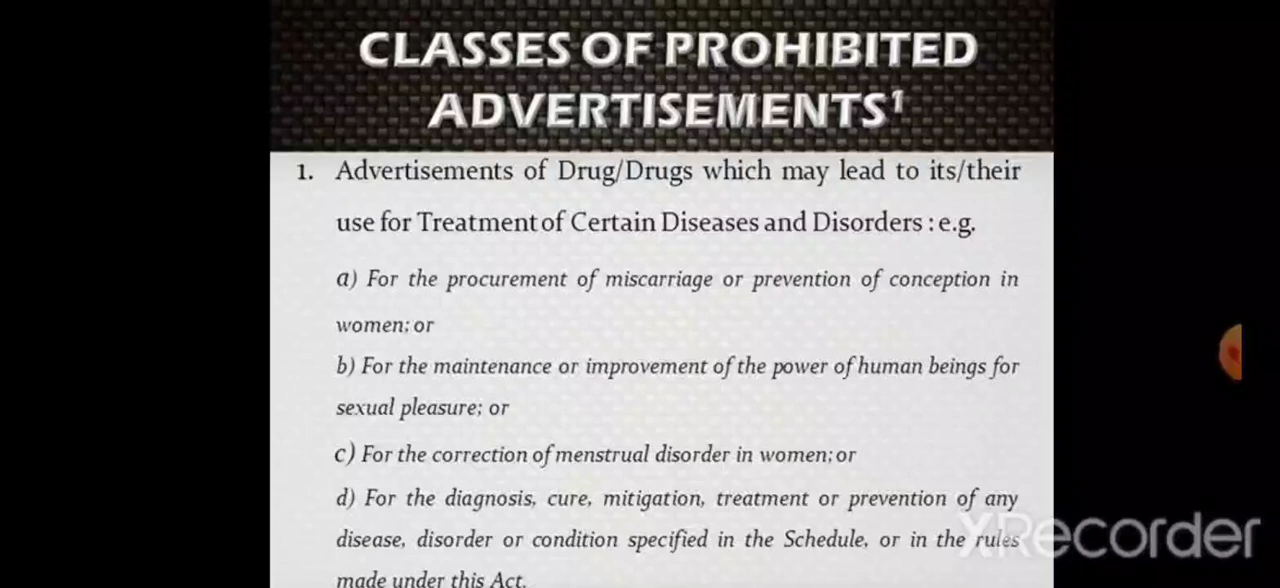 CLASSES OF PROHIBITED
ADVERTISEMENTS¹
1. Advertisements of Drug/Drugs which may lead to its/their
use for Treatment of Certain Diseases and Disorders : e.g.
a) For the procurement of miscarriage or prevention of conception in
women; or
b) For the maintenance or improvement of the power of human beings for
sexual pleasure; or
c) For the correction of menstrual disorder in women; or
d) For the diagnosis, cure, mitigation, treatment or prevention of any
disease, disorder or condition specified in the Schedule, or in the rules
made under this Act.
XRecorder